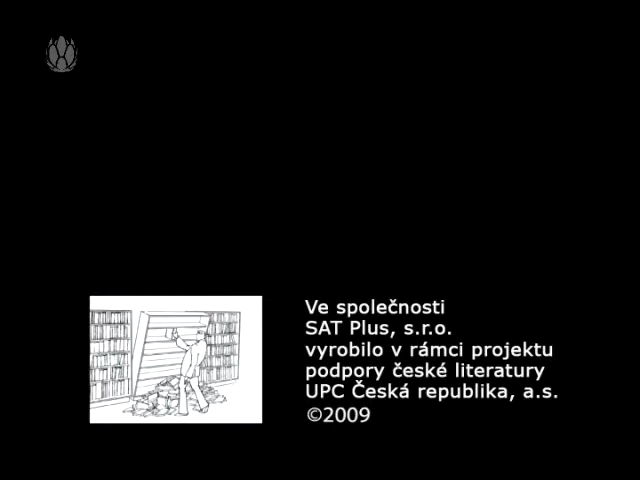 Ve společnosti
SAT Plus, s.r.o.
vyrobilo v rámci projektu
podpory české literatury
UPC Česká republika, a.s.
©2009